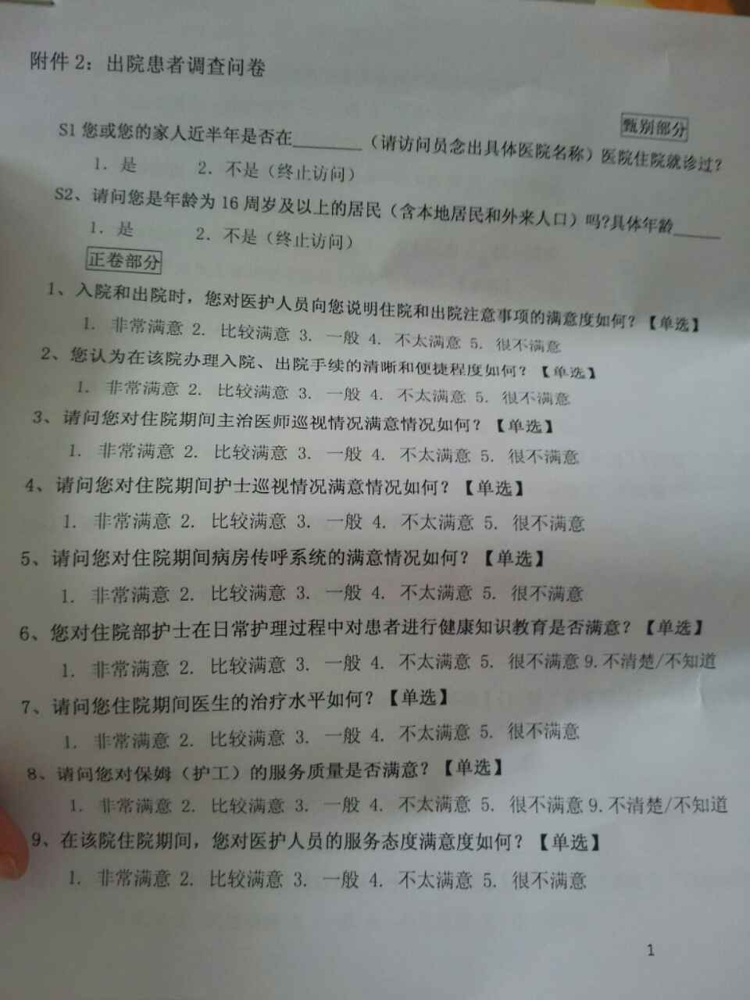 附件 2：出院患者调查问卷
甄别部分
S1 您或您的家人近半年是否在________（请访问员念出具体医院名称）医院住院就诊过？
1. 是 2. 不是（终止访问）
S2、请问您是年龄为 16 周岁及以上的居民（含本地居民和外来人口）吗?具体年龄______
1. 是 2. 不是（终止访问）
正卷部分
1、入院和出院时，您对医护人员向您说明住院和出院注意事项的满意度如何？【单选】
1. 非常满意 2. 比较满意 3. 一般 4. 不太满意 5. 很不满意
2、您认为在该院办理入院、出院手续的清晰和便捷程度如何？【单选】
1. 非常满意 2. 比较满意 3. 一般 4. 不太满意 5. 很不满意
3、请问您对住院期间主治医师巡视情况满意情况如何？【单选】
1. 非常满意 2. 比较满意 3. 一般 4. 不太满意 5. 很不满意
4、请问您对住院期间护士巡视情况满意情况如何？【单选】
1. 非常满意 2. 比较满意 3. 一般 4. 不太满意 5. 很不满意
5、请问您对住院期间病房传呼系统的满意情况如何？【单选】
1. 非常满意 2. 比较满意 3. 一般 4. 不太满意 5. 很不满意
6、您对住院部护士在日常护理过程中对患者进行健康知识教育是否满意？【单选】
1. 非常满意 2. 比较满意 3. 一般 4. 不太满意 5. 很不满意 9.不清楚/不知道
7、请问您住院期间医生的治疗水平如何？【单选】
1. 非常满意 2. 比较满意 3. 一般 4. 不太满意 5. 很不满意
8、请问您对保姆（护工）的服务质量是否满意？【单选】
1. 非常满意 2. 比较满意 3. 一般 4. 不太满意 5. 很不满意 9.不清楚/不知道
9、在该院住院期间，您对医护人员的服务态度满意度如何？【单选】
1. 非常满意 2. 比较满意 3. 一般 4. 不太满意 5. 很不满意
1